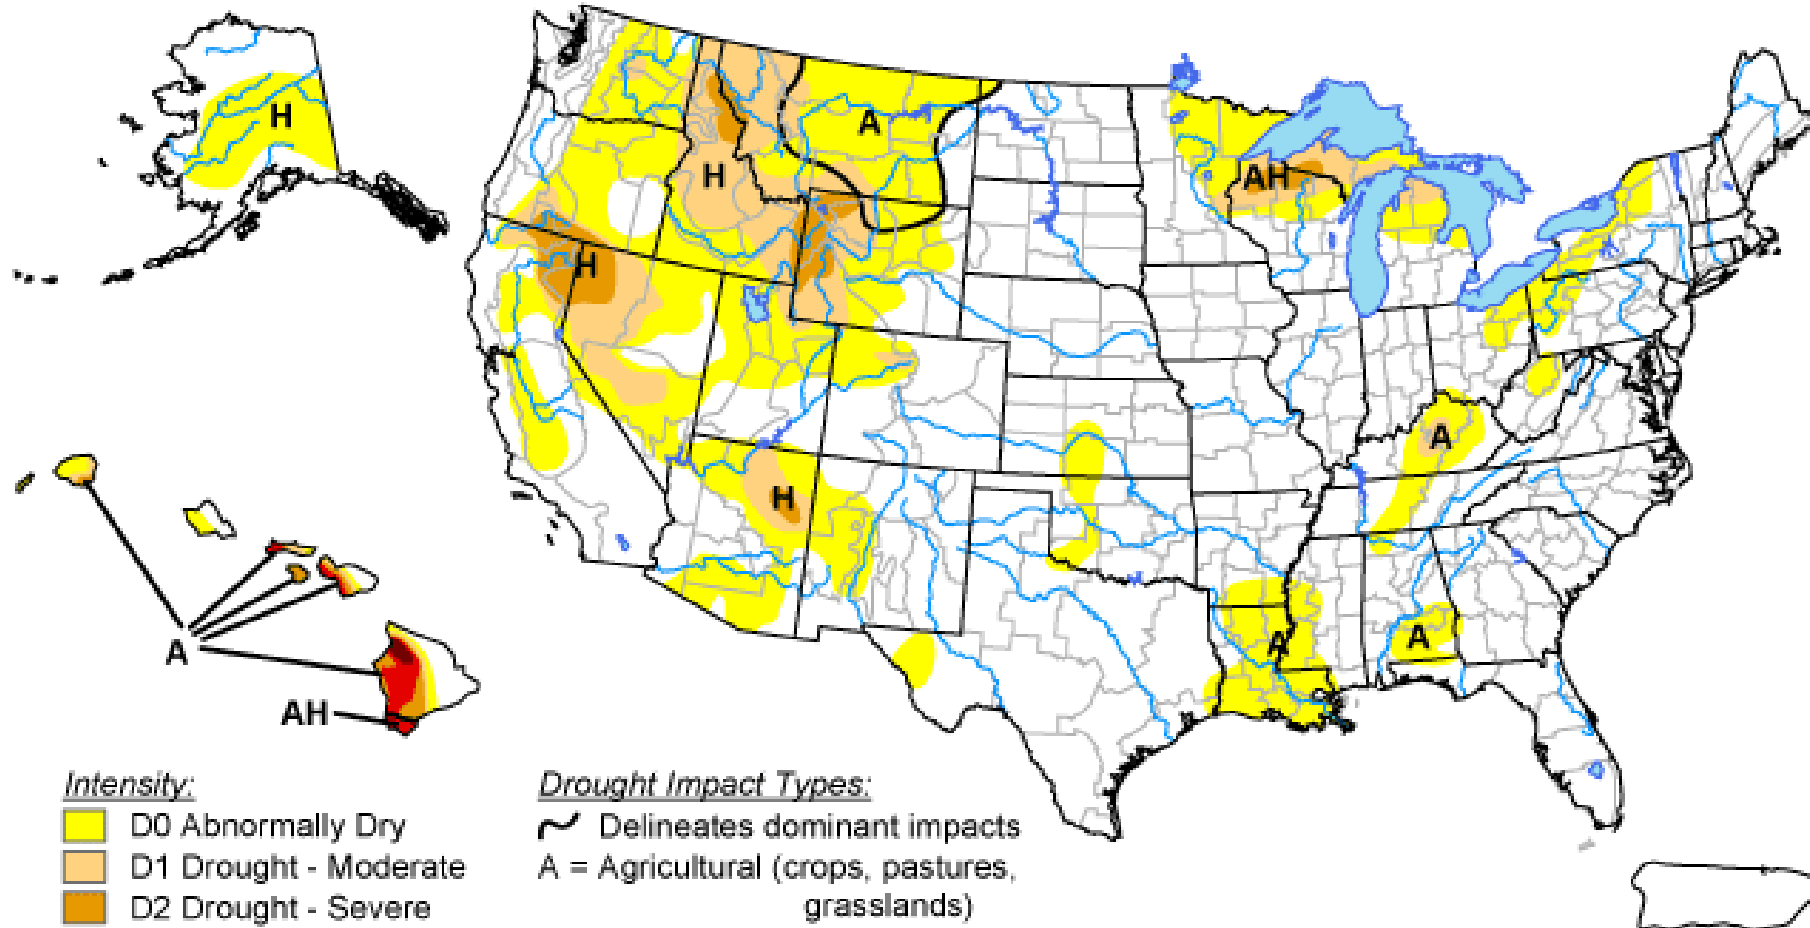 H
A
H
AH
H
A
H
A
A
A
AH
Intensity:
D0 Abnormally Dry
D1 Drought - Moderate
D2 Drought - Severe
Drought Impact Types:
Delineates dominant impacts
A = Agricultural (crops, pastures,
grasslands)